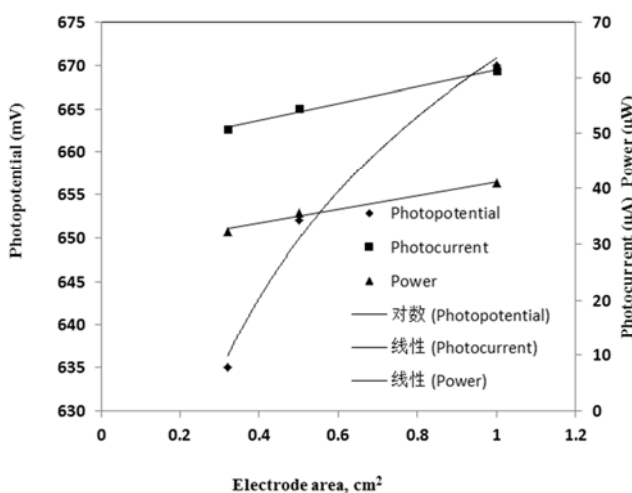 675
670
665
660
655
650
645
640
635
630
70
60
50
40
30
20
10
0
0
0.2
0.4
0.6
0.8
1
1.2
Photopotential (mV)
Photocurrent (µA) Power (µW)
Electrode area, cm²
Photopotential
Photocurrent
Power
对数 (Photopotential)
线性 (Photocurrent)
线性 (Power)